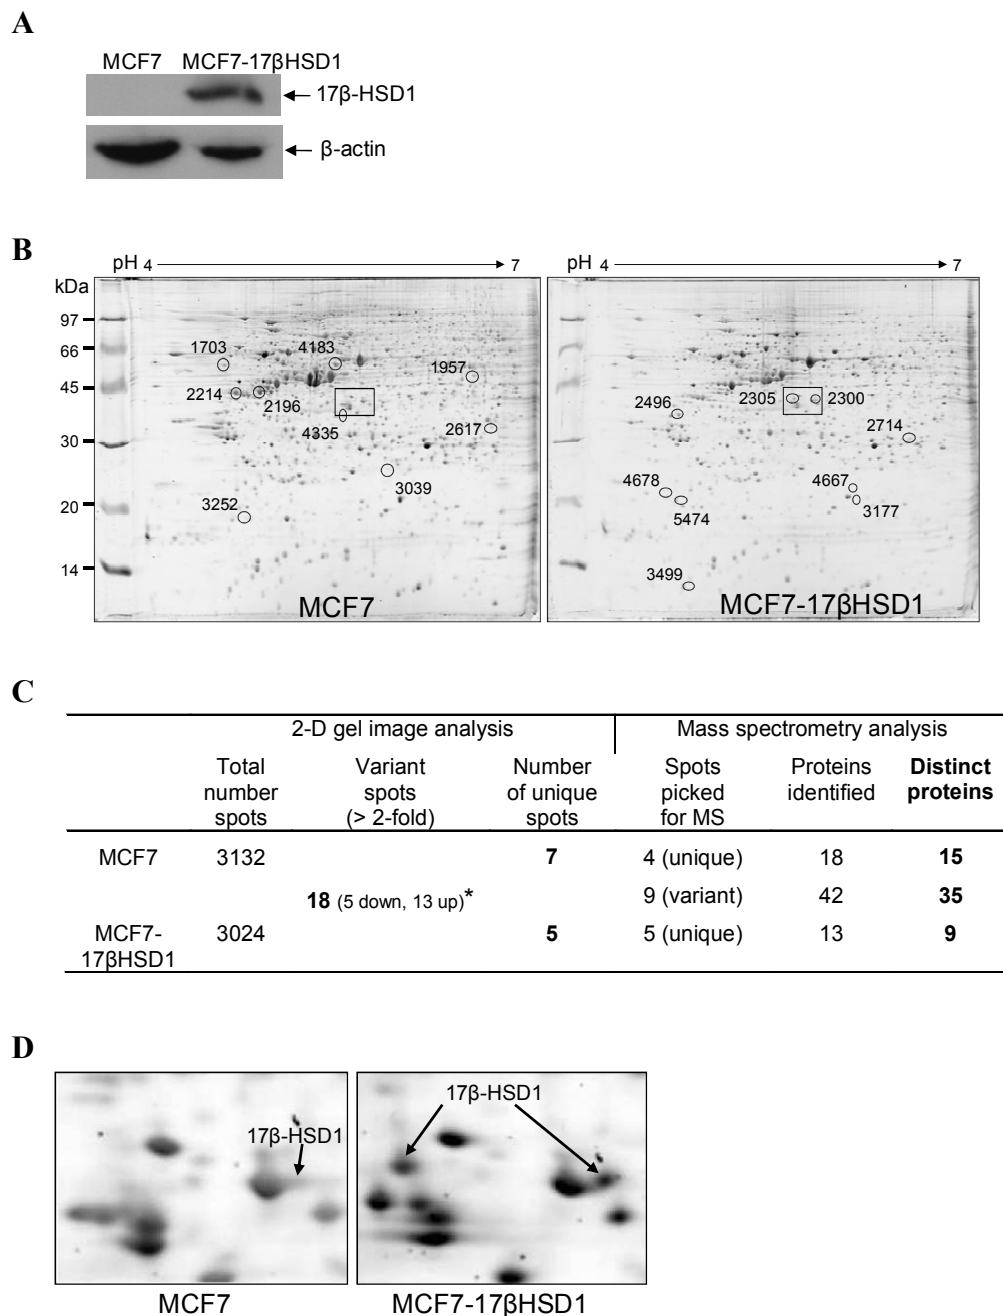 A
MCF7 MCF7-17βHSD1
17β-HSD1
β-actin
B
pH 4 7
pH 4 7
kDa
97
66
45
30
20
14
1703
4183
1957
2214
2196
4335
2617
3039
3252
MCF7
2496
2305
2300
2714
4678
4667
5474
3177
3499
MCF7-17βHSD1
C
2-D gel image analysis Mass spectrometry analysis
Total Variant Number Spots Proteins Distinct
number spots of unique picked identified proteins
spots (> 2-fold) spots for MS
MCF7 3132 7 4 (unique) 18 15
18 (5 down, 13 up)* 9 (variant) 42 35
MCF7- 3024 5 5 (unique) 13 9
17βHSD1
D
17β-HSD1
17β-HSD1
MCF7
MCF7-17βHSD1